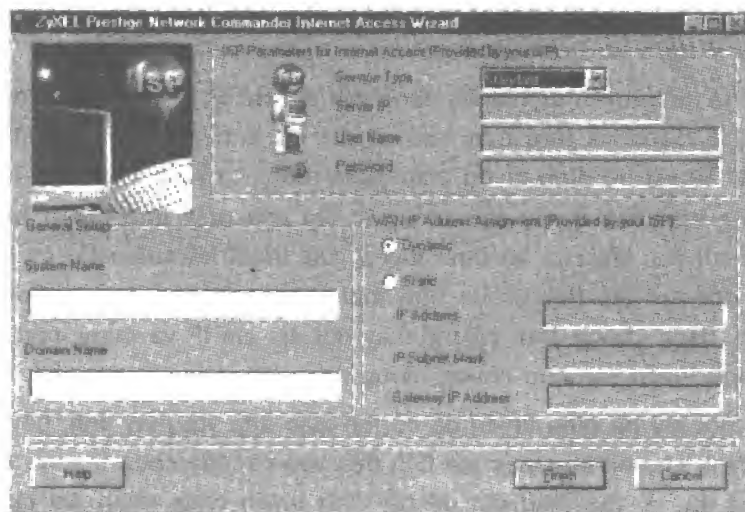 ZyXEL Prestige Network Commander Internet Access Wizard
ISP
ISP Parameters for Internet Access (Provided by your ISP)
Service Type
Standard
Server IP
User Name
Password
General Setup
System Name
Domain Name
WAN IP Address Assignment (Provided by your ISP)
Dynamic
Static
IP Address
IP Subnet Mask
Gateway IP Address
Help
Finish
Cancel